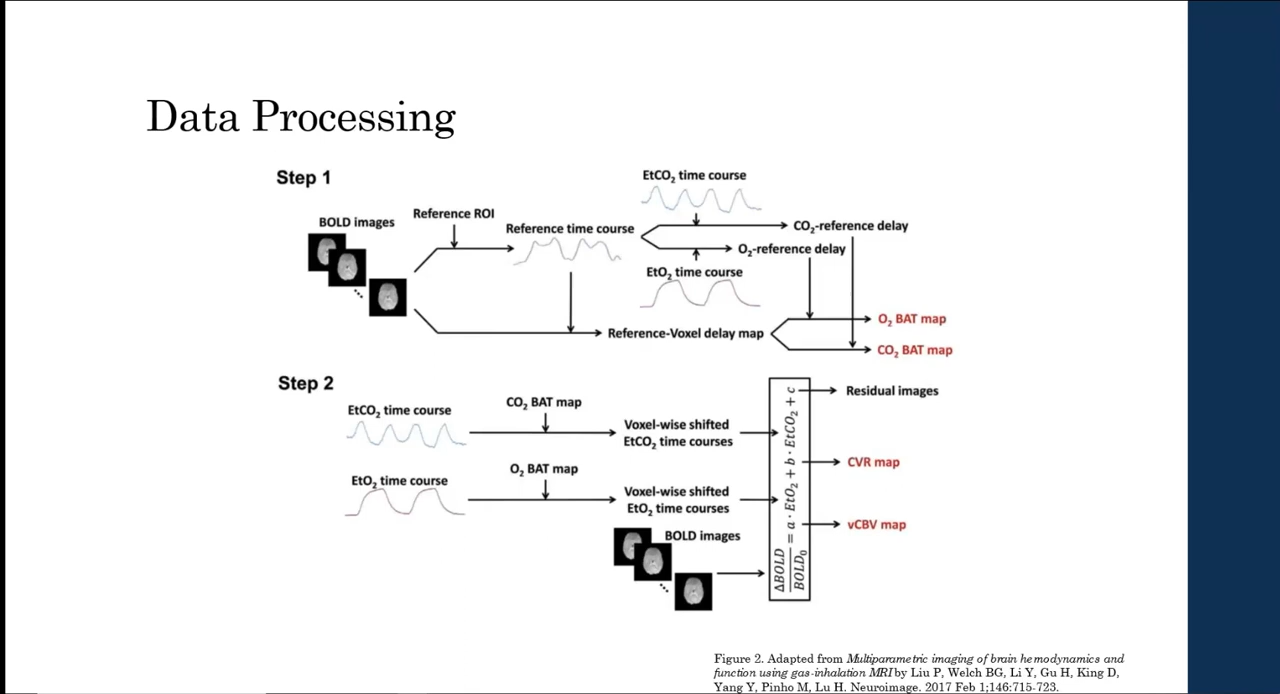 Data Processing
Step 1
BOLD images
Reference ROI
Reference time course
EtCO₂ time course
CO₂-reference delay
O₂-reference delay
EtO₂ time course
Reference-Voxel delay map
O₂ BAT map
CO₂ BAT map
Step 2
EtCO₂ time course
CO₂ BAT map
Voxel-wise shifted
EtCO₂ time courses
EtO₂ time course
O₂ BAT map
Voxel-wise shifted
EtO₂ time courses
BOLD images
ΔBOLD / BOLD₀ = a · EtO₂ + b · EtCO₂ + c
Residual images
CVR map
vCBV map
Figure 2. Adapted from Multiparametric imaging of brain hemodynamics and
function using gas-inhalation MRI by Liu P, Welch BG, Li Y, Gu H, King D,
Yang Y, Pinho M, Lu H. Neuroimage. 2017 Feb 1;146:715-723.